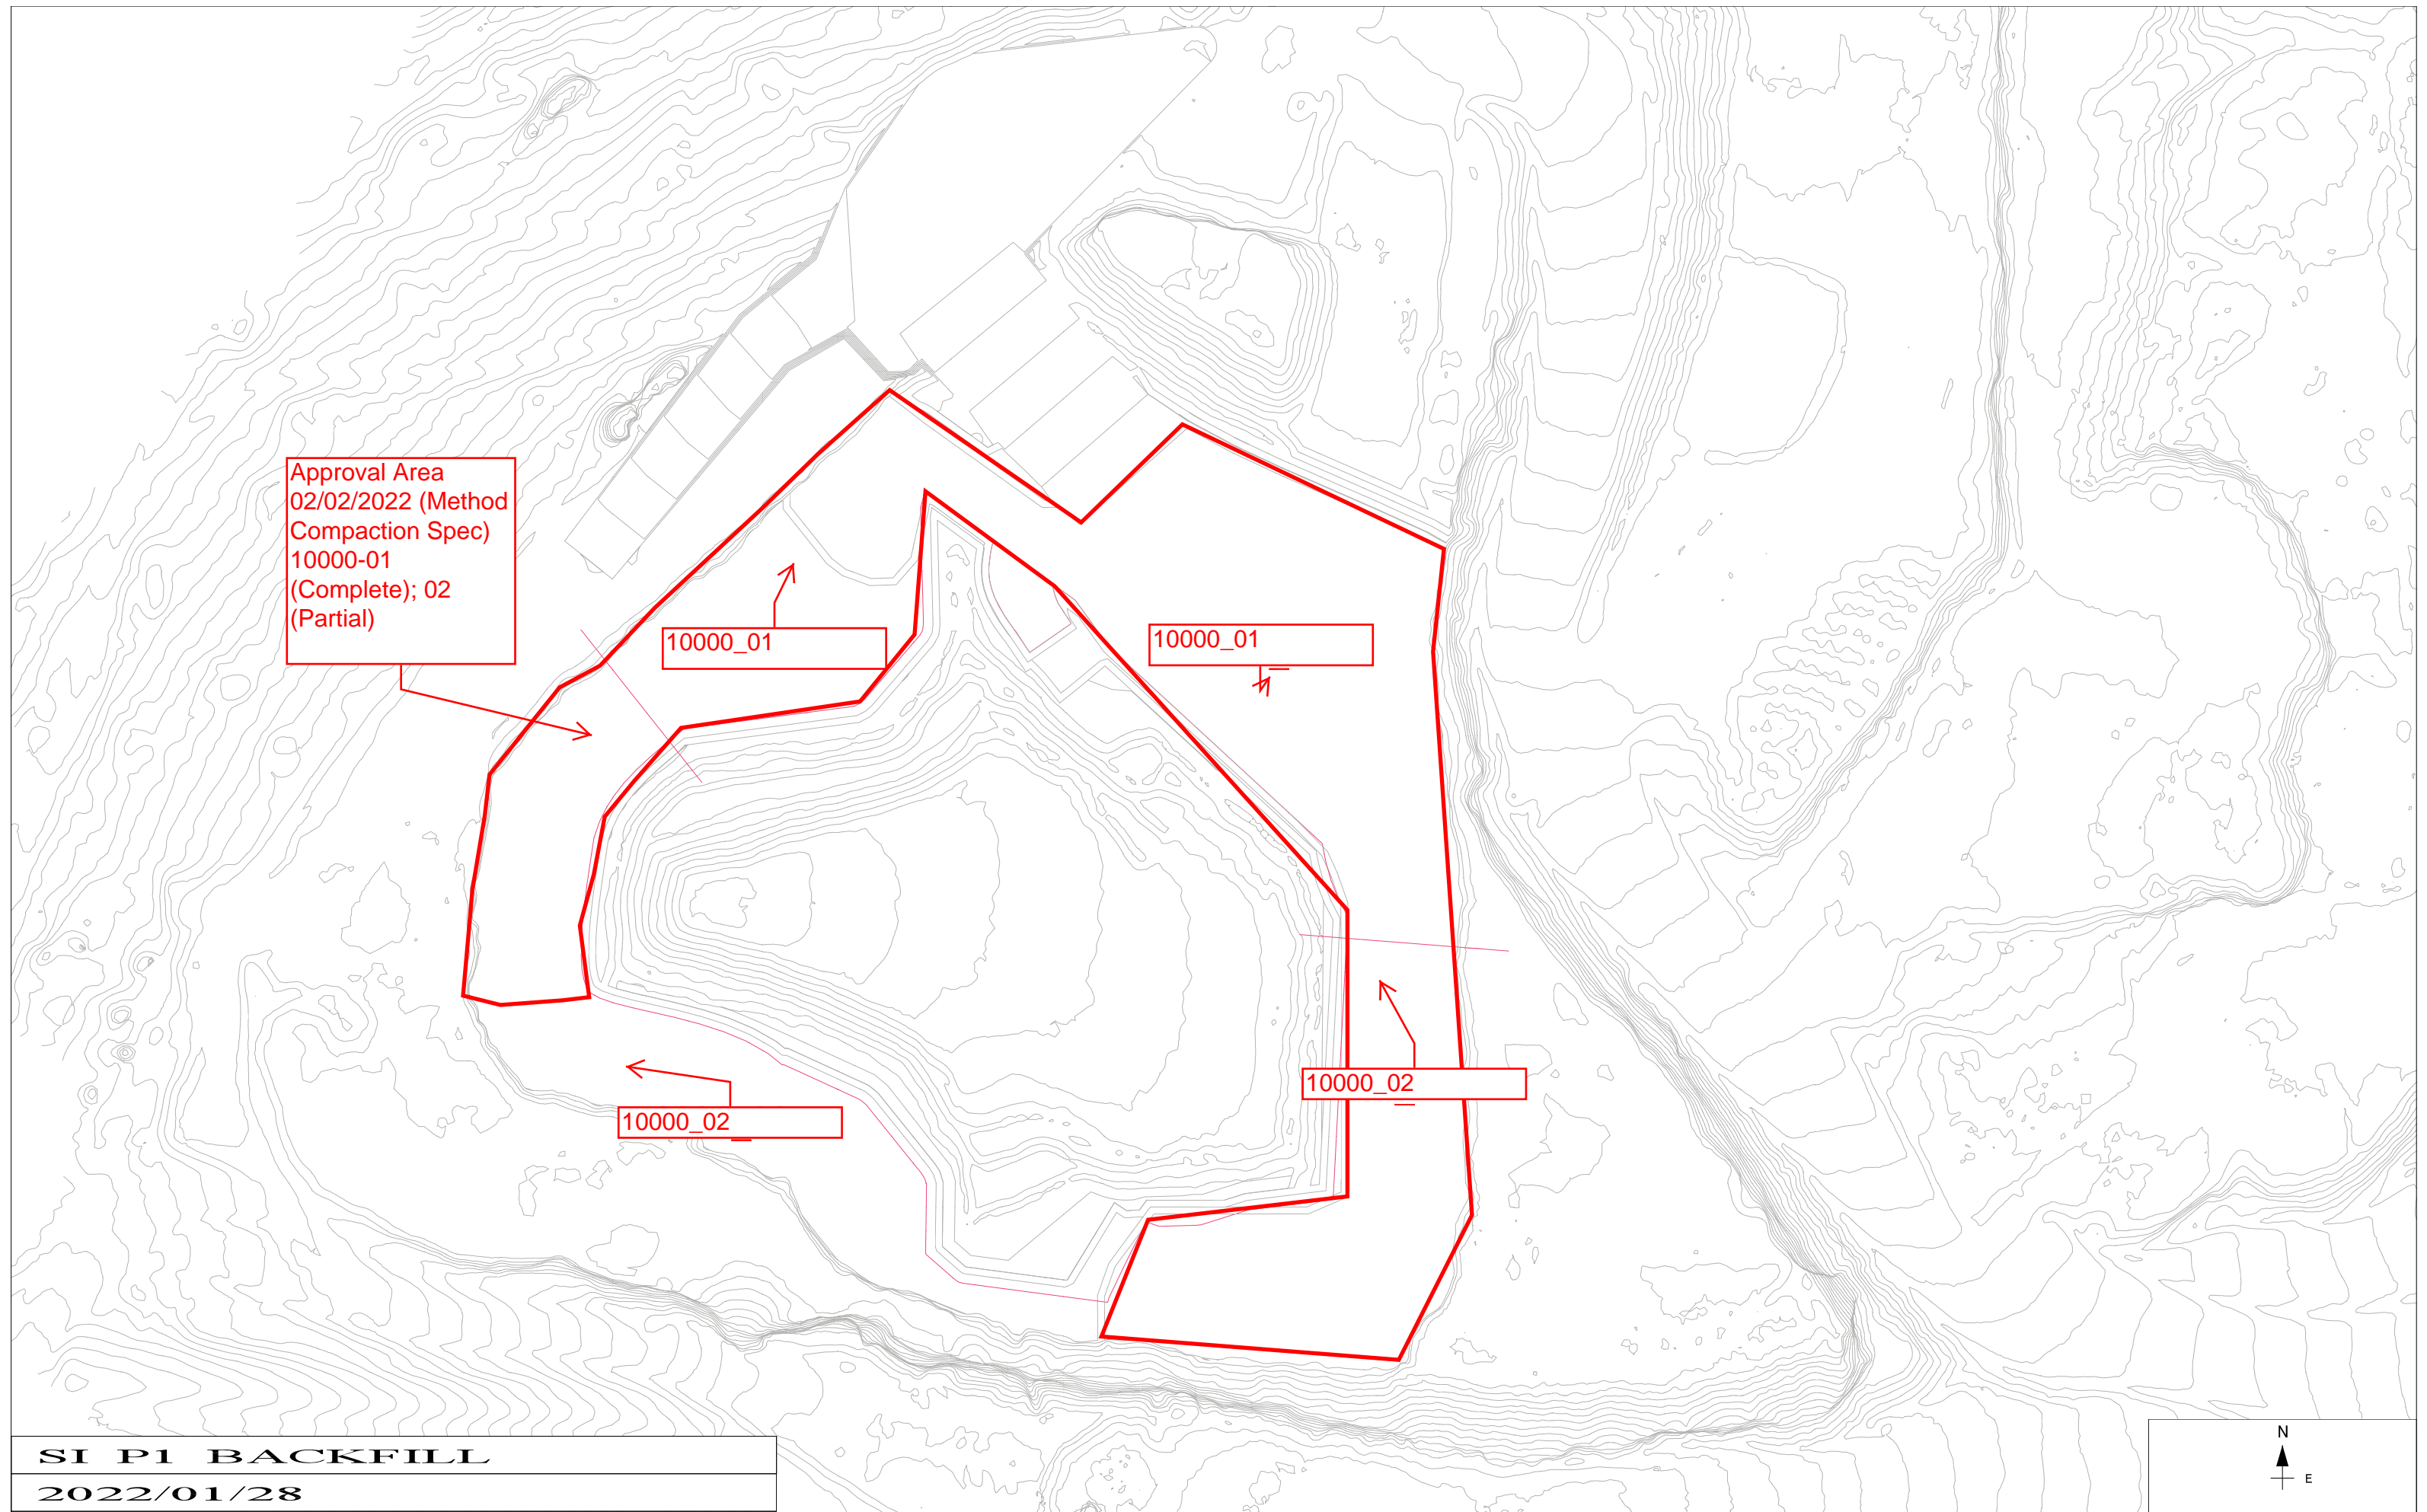 Approval Area
02/02/2022 (Method
Compaction Spec)
10000-01
(Complete); 02
(Partial)
10000_01
10000_01
10000_02
10000_02
SI P1 BACKFILL
2022/01/28
N
E